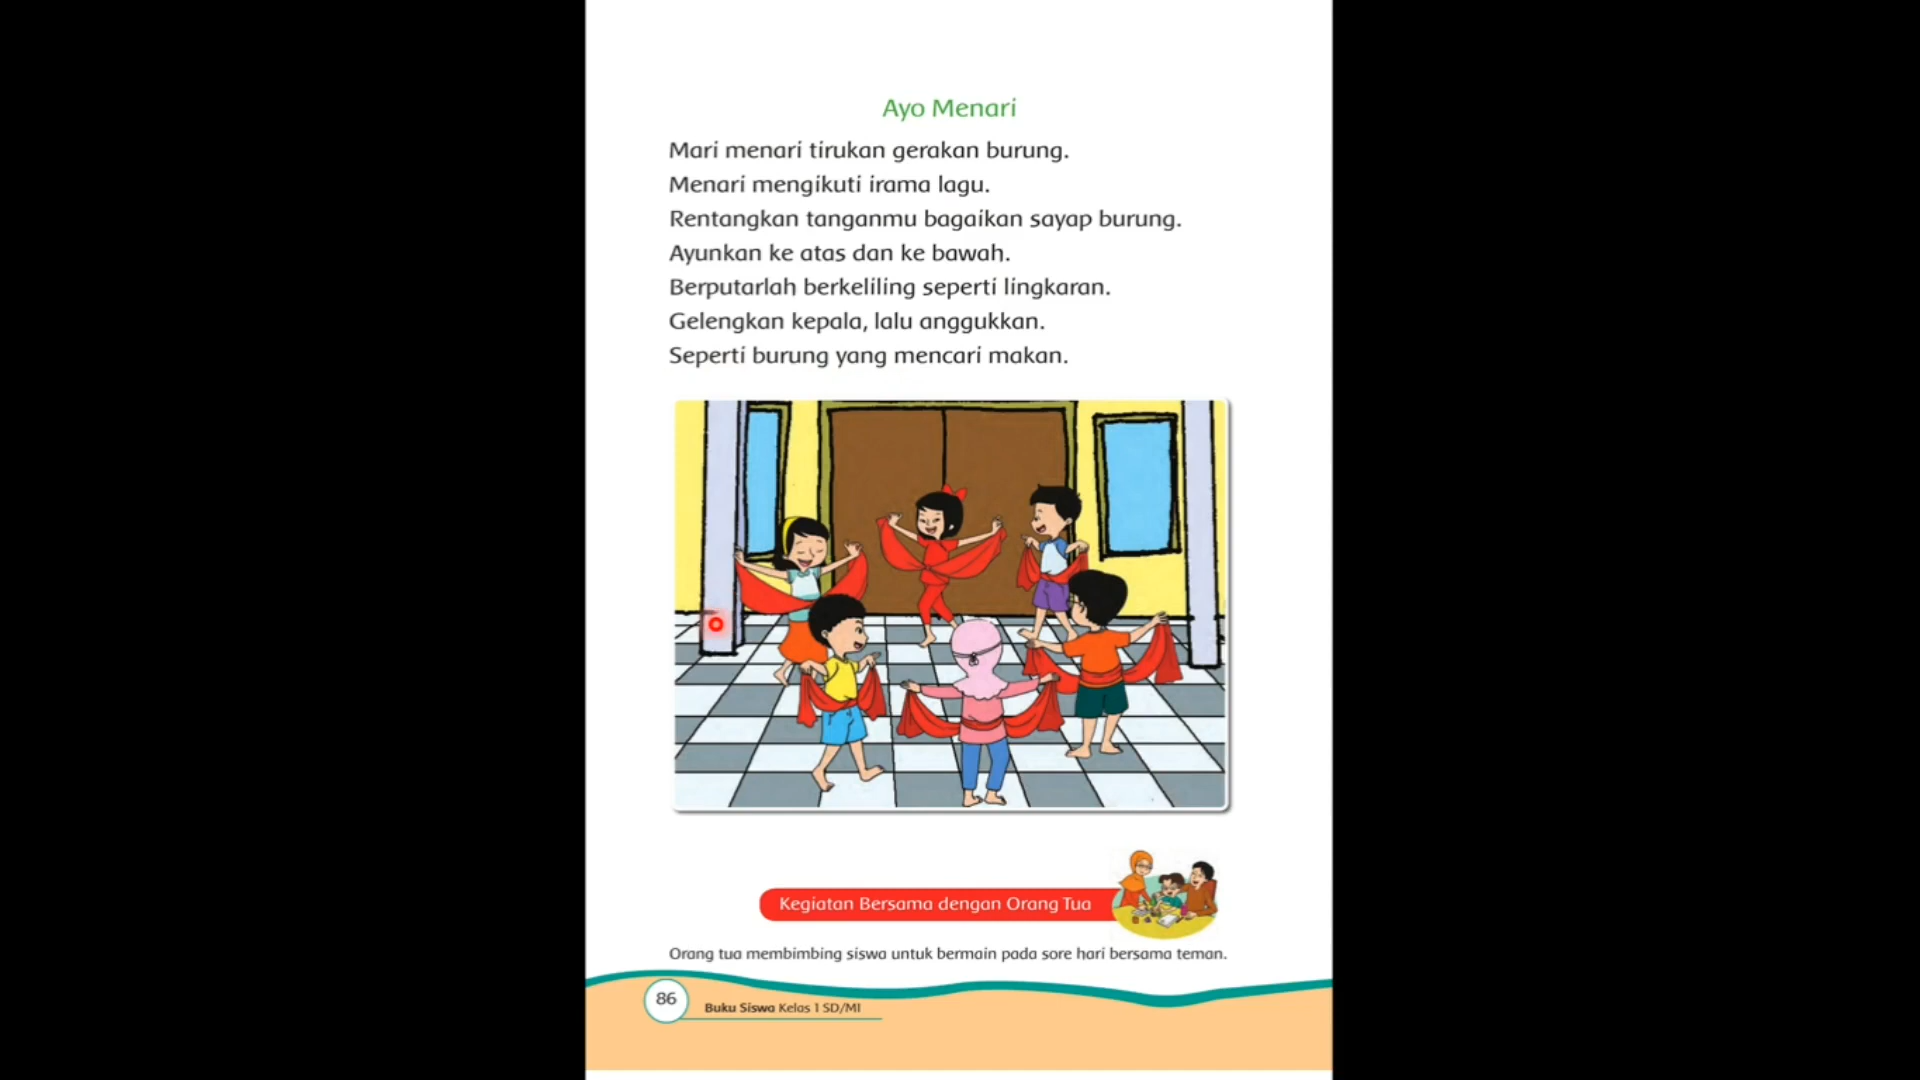 Ayo Menari
Mari menari tirukan gerakan burung.
Menari mengikuti irama lagu.
Rentangkan tanganmu bagaikan sayap burung.
Ayunkan ke atas dan ke bawah.
Berputarlah berkeliling seperti lingkaran.
Gelengkan kepala, lalu anggukkan.
Seperti burung yang mencari makan.
Kegiatan Bersama dengan Orang Tua
Orang tua membimbing siswa untuk bermain pada sore hari bersama teman.
86
Buku Siswa Kelas 1 SD/MI